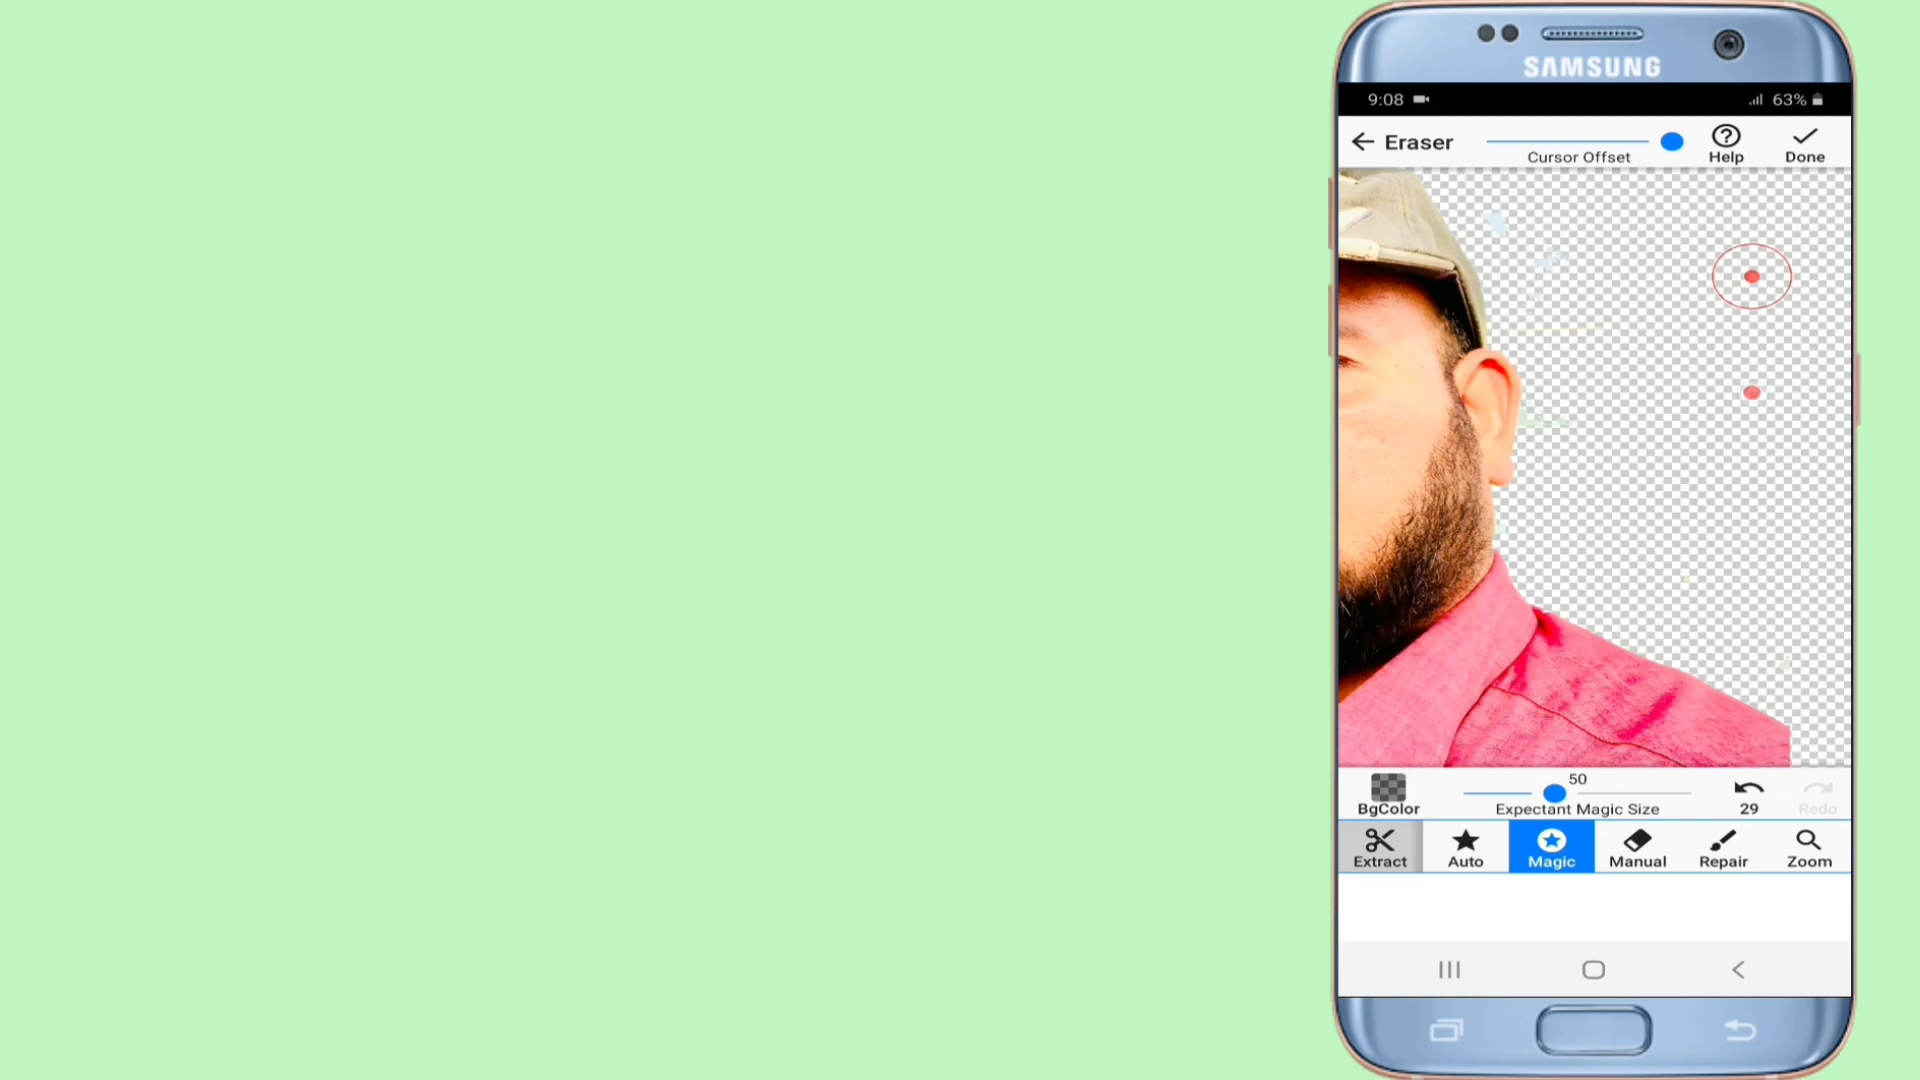 SAMSUNG
9:08 63%
Eraser
Cursor Offset Help Done
50
BgColor Expectant Magic Size 29 Redo
Extract Auto Magic Manual Repair Zoom